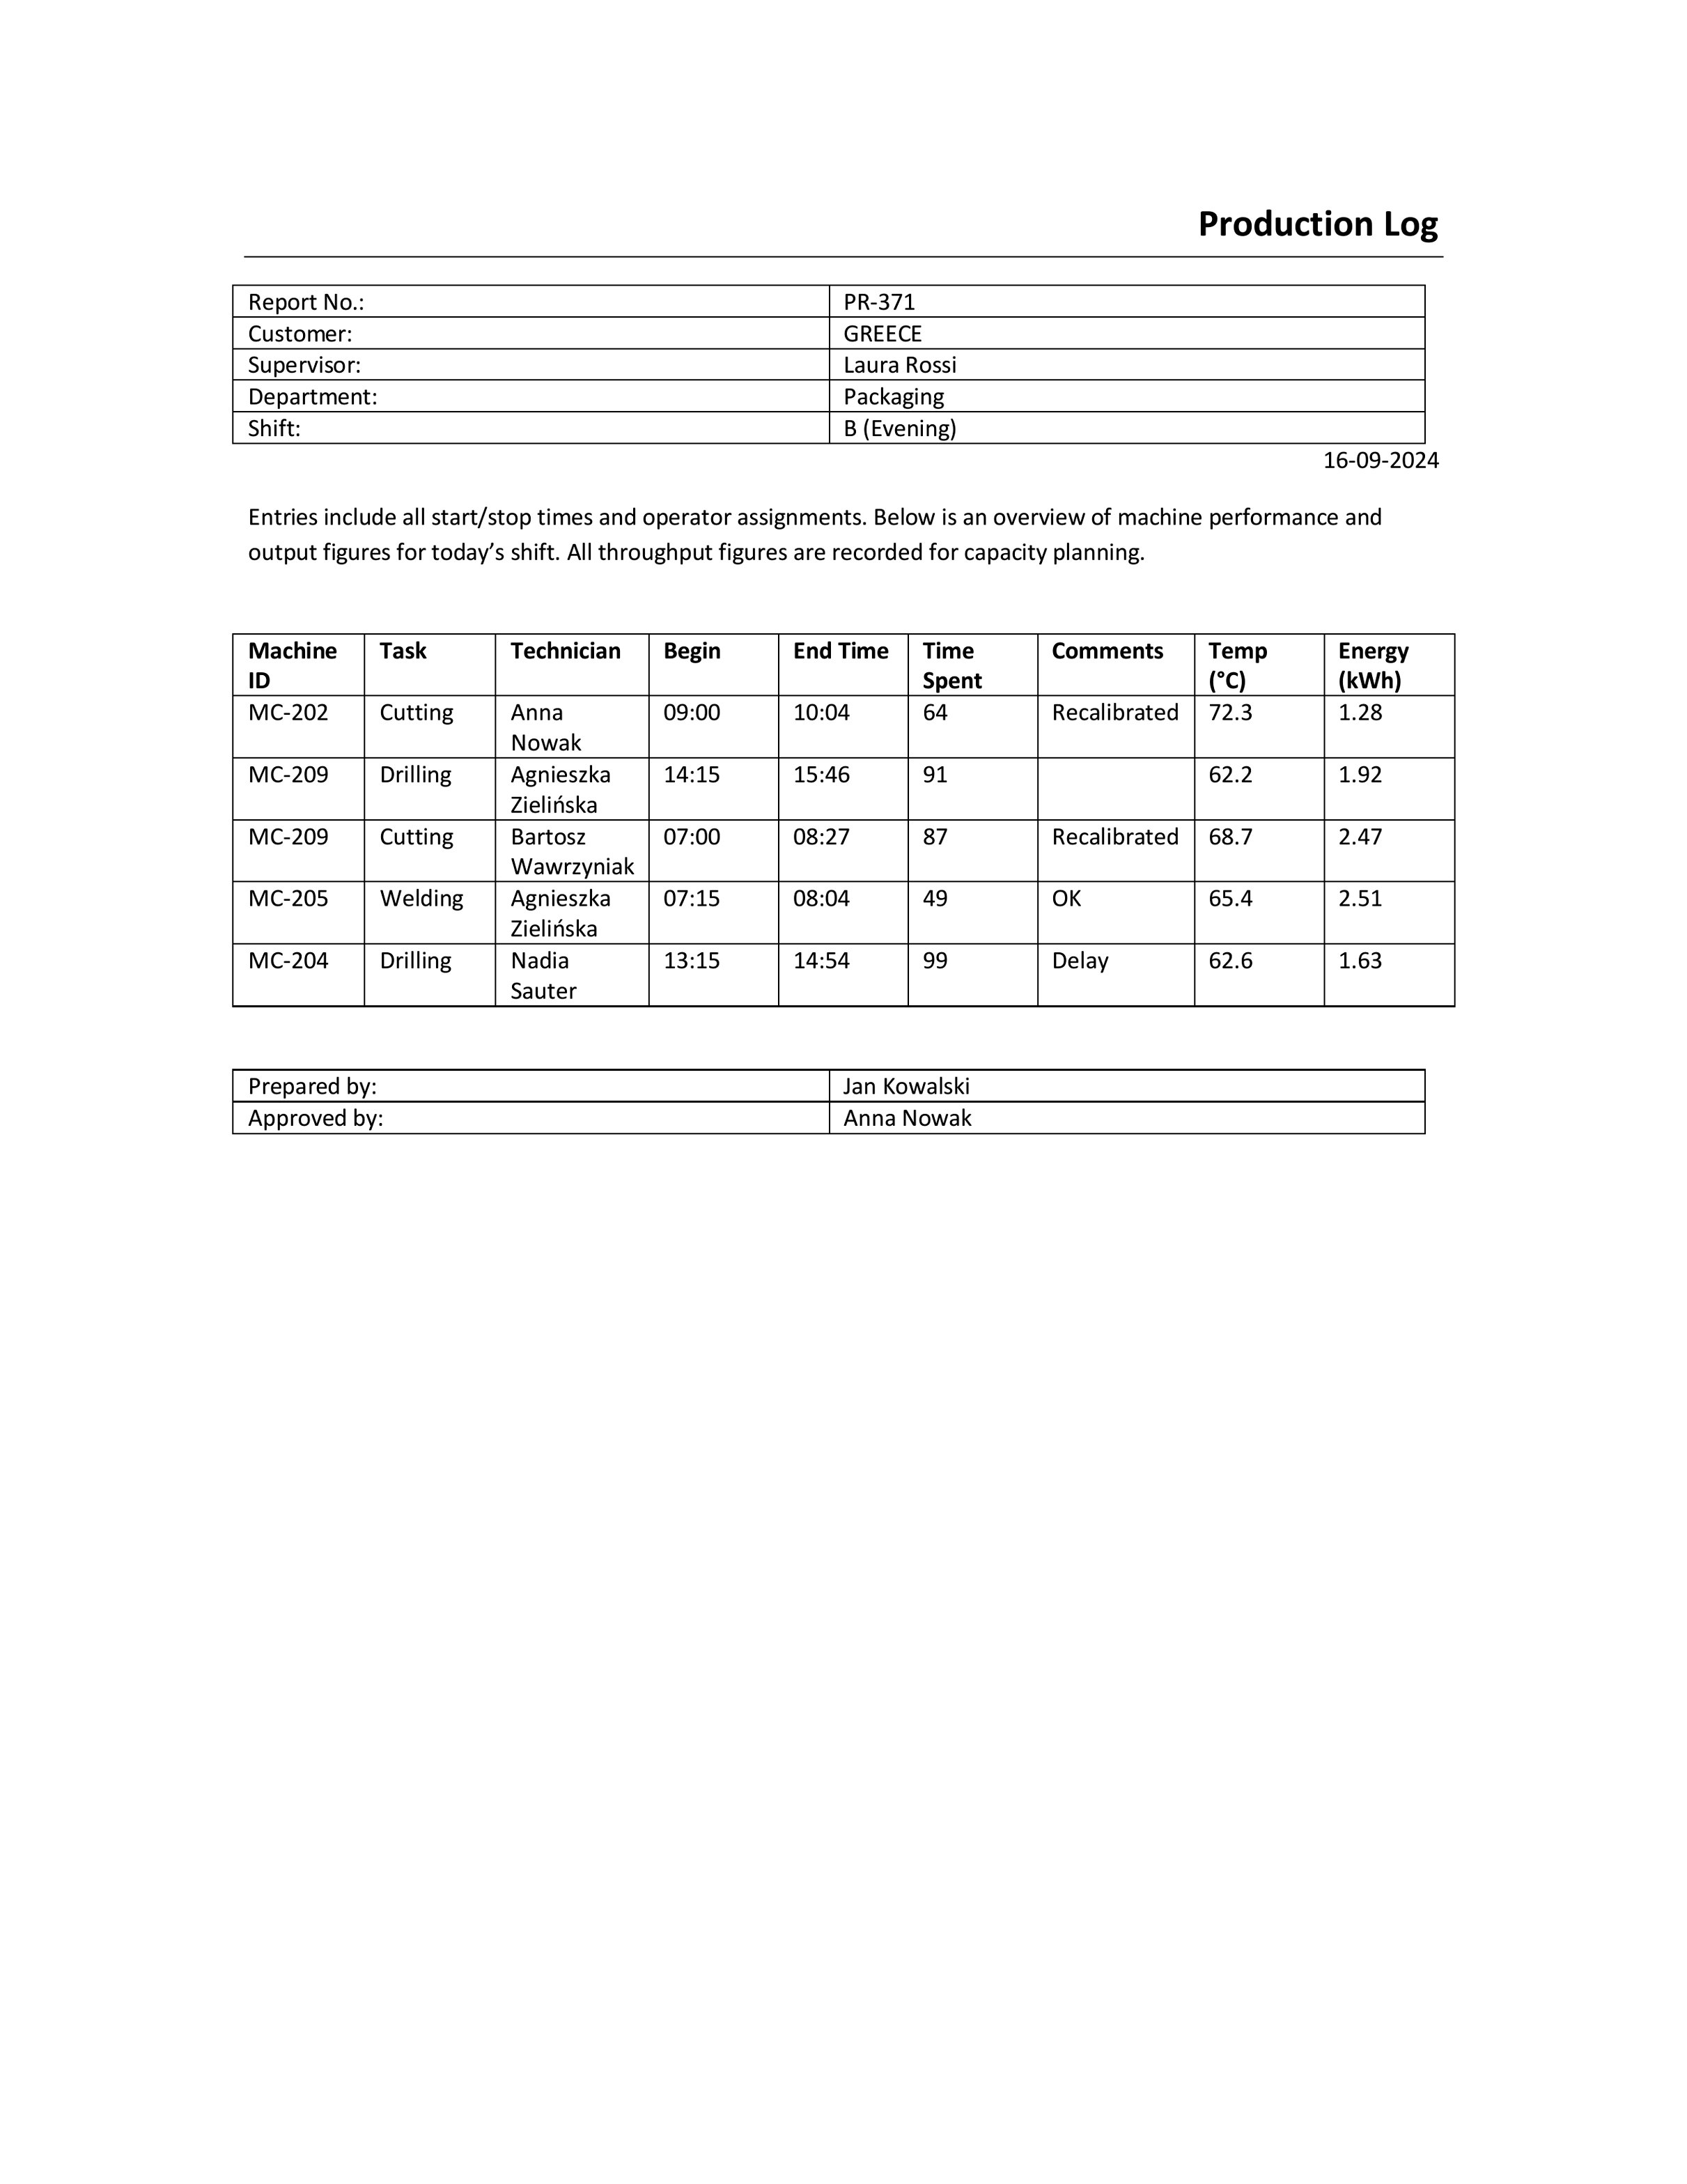 Production Log
Report No.: PR-371
Customer: GREECE
Supervisor: Laura Rossi
Department: Packaging
Shift: B (Evening)
16-09-2024
Entries include all start/stop times and operator assignments. Below is an overview of machine performance and
output figures for today’s shift. All throughput figures are recorded for capacity planning.
Machine ID Task Technician Begin End Time Time Spent Comments Temp (°C) Energy (kWh)
MC-202 Cutting Anna Nowak 09:00 10:04 64 Recalibrated 72.3 1.28
MC-209 Drilling Agnieszka Zielińska 14:15 15:46 91 62.2 1.92
MC-209 Cutting Bartosz Wawrzyniak 07:00 08:27 87 Recalibrated 68.7 2.47
MC-205 Welding Agnieszka Zielińska 07:15 08:04 49 OK 65.4 2.51
MC-204 Drilling Nadia Sauter 13:15 14:54 99 Delay 62.6 1.63
Prepared by: Jan Kowalski
Approved by: Anna Nowak